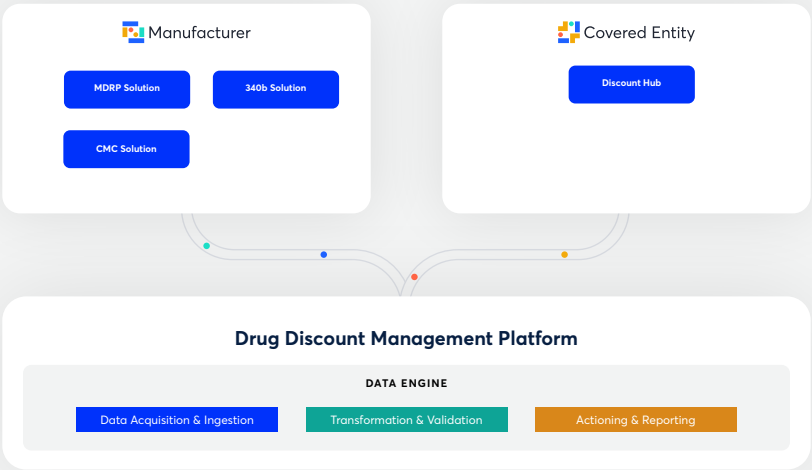 Manufacturer
MDRP Solution
340b Solution
CMC Solution
Covered Entity
Discount Hub
Drug Discount Management Platform
DATA ENGINE
Data Acquisition & Ingestion
Transformation & Validation
Actioning & Reporting